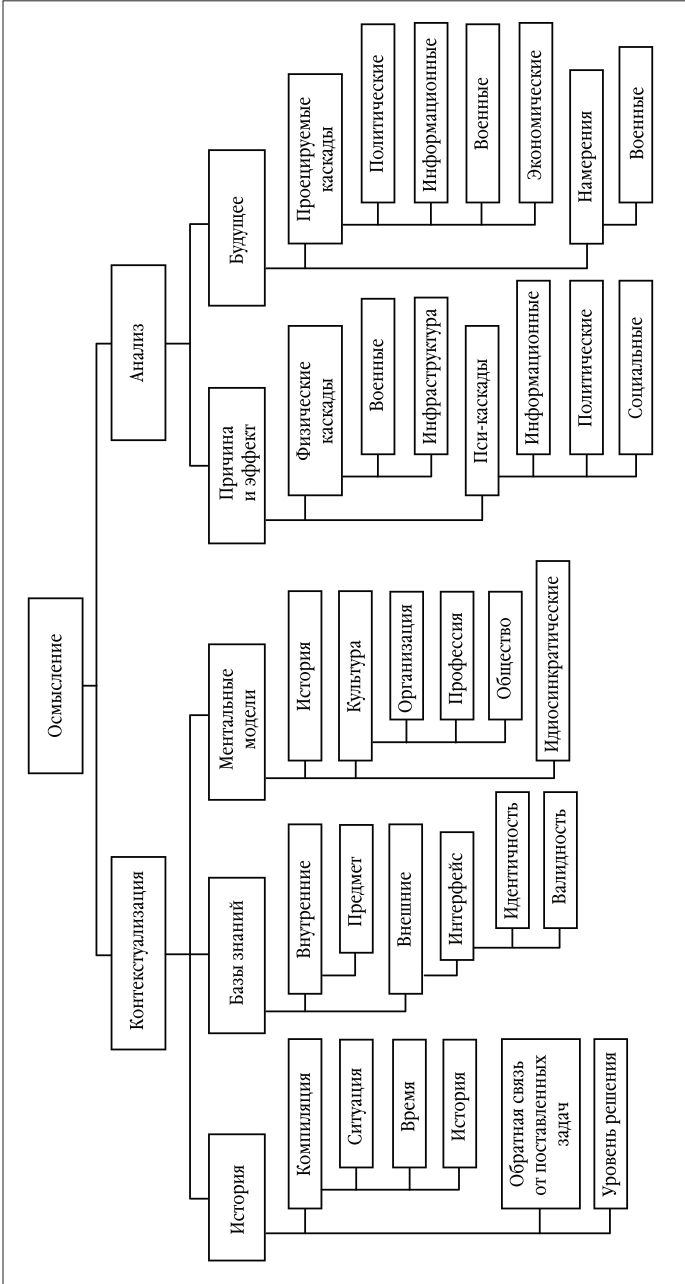 Осмысление
Контекстуализация
Анализ
История
Базы знаний
Ментальные
модели
Причина
и эффект
Будущее
Компиляция
Ситуация
Время
История
Обратная связь
от поставленных
задач
Уровень решения
Внутренние
Предмет
Внешние
Интерфейс
Идентичность
Валидность
История
Культура
Организация
Профессия
Общество
Идиосинкратические
Физические
каскады
Военные
Инфраструктура
Пси-каскады
Информационные
Политические
Социальные
Проецируемые
каскады
Политические
Информационные
Военные
Экономические
Намерения
Военные